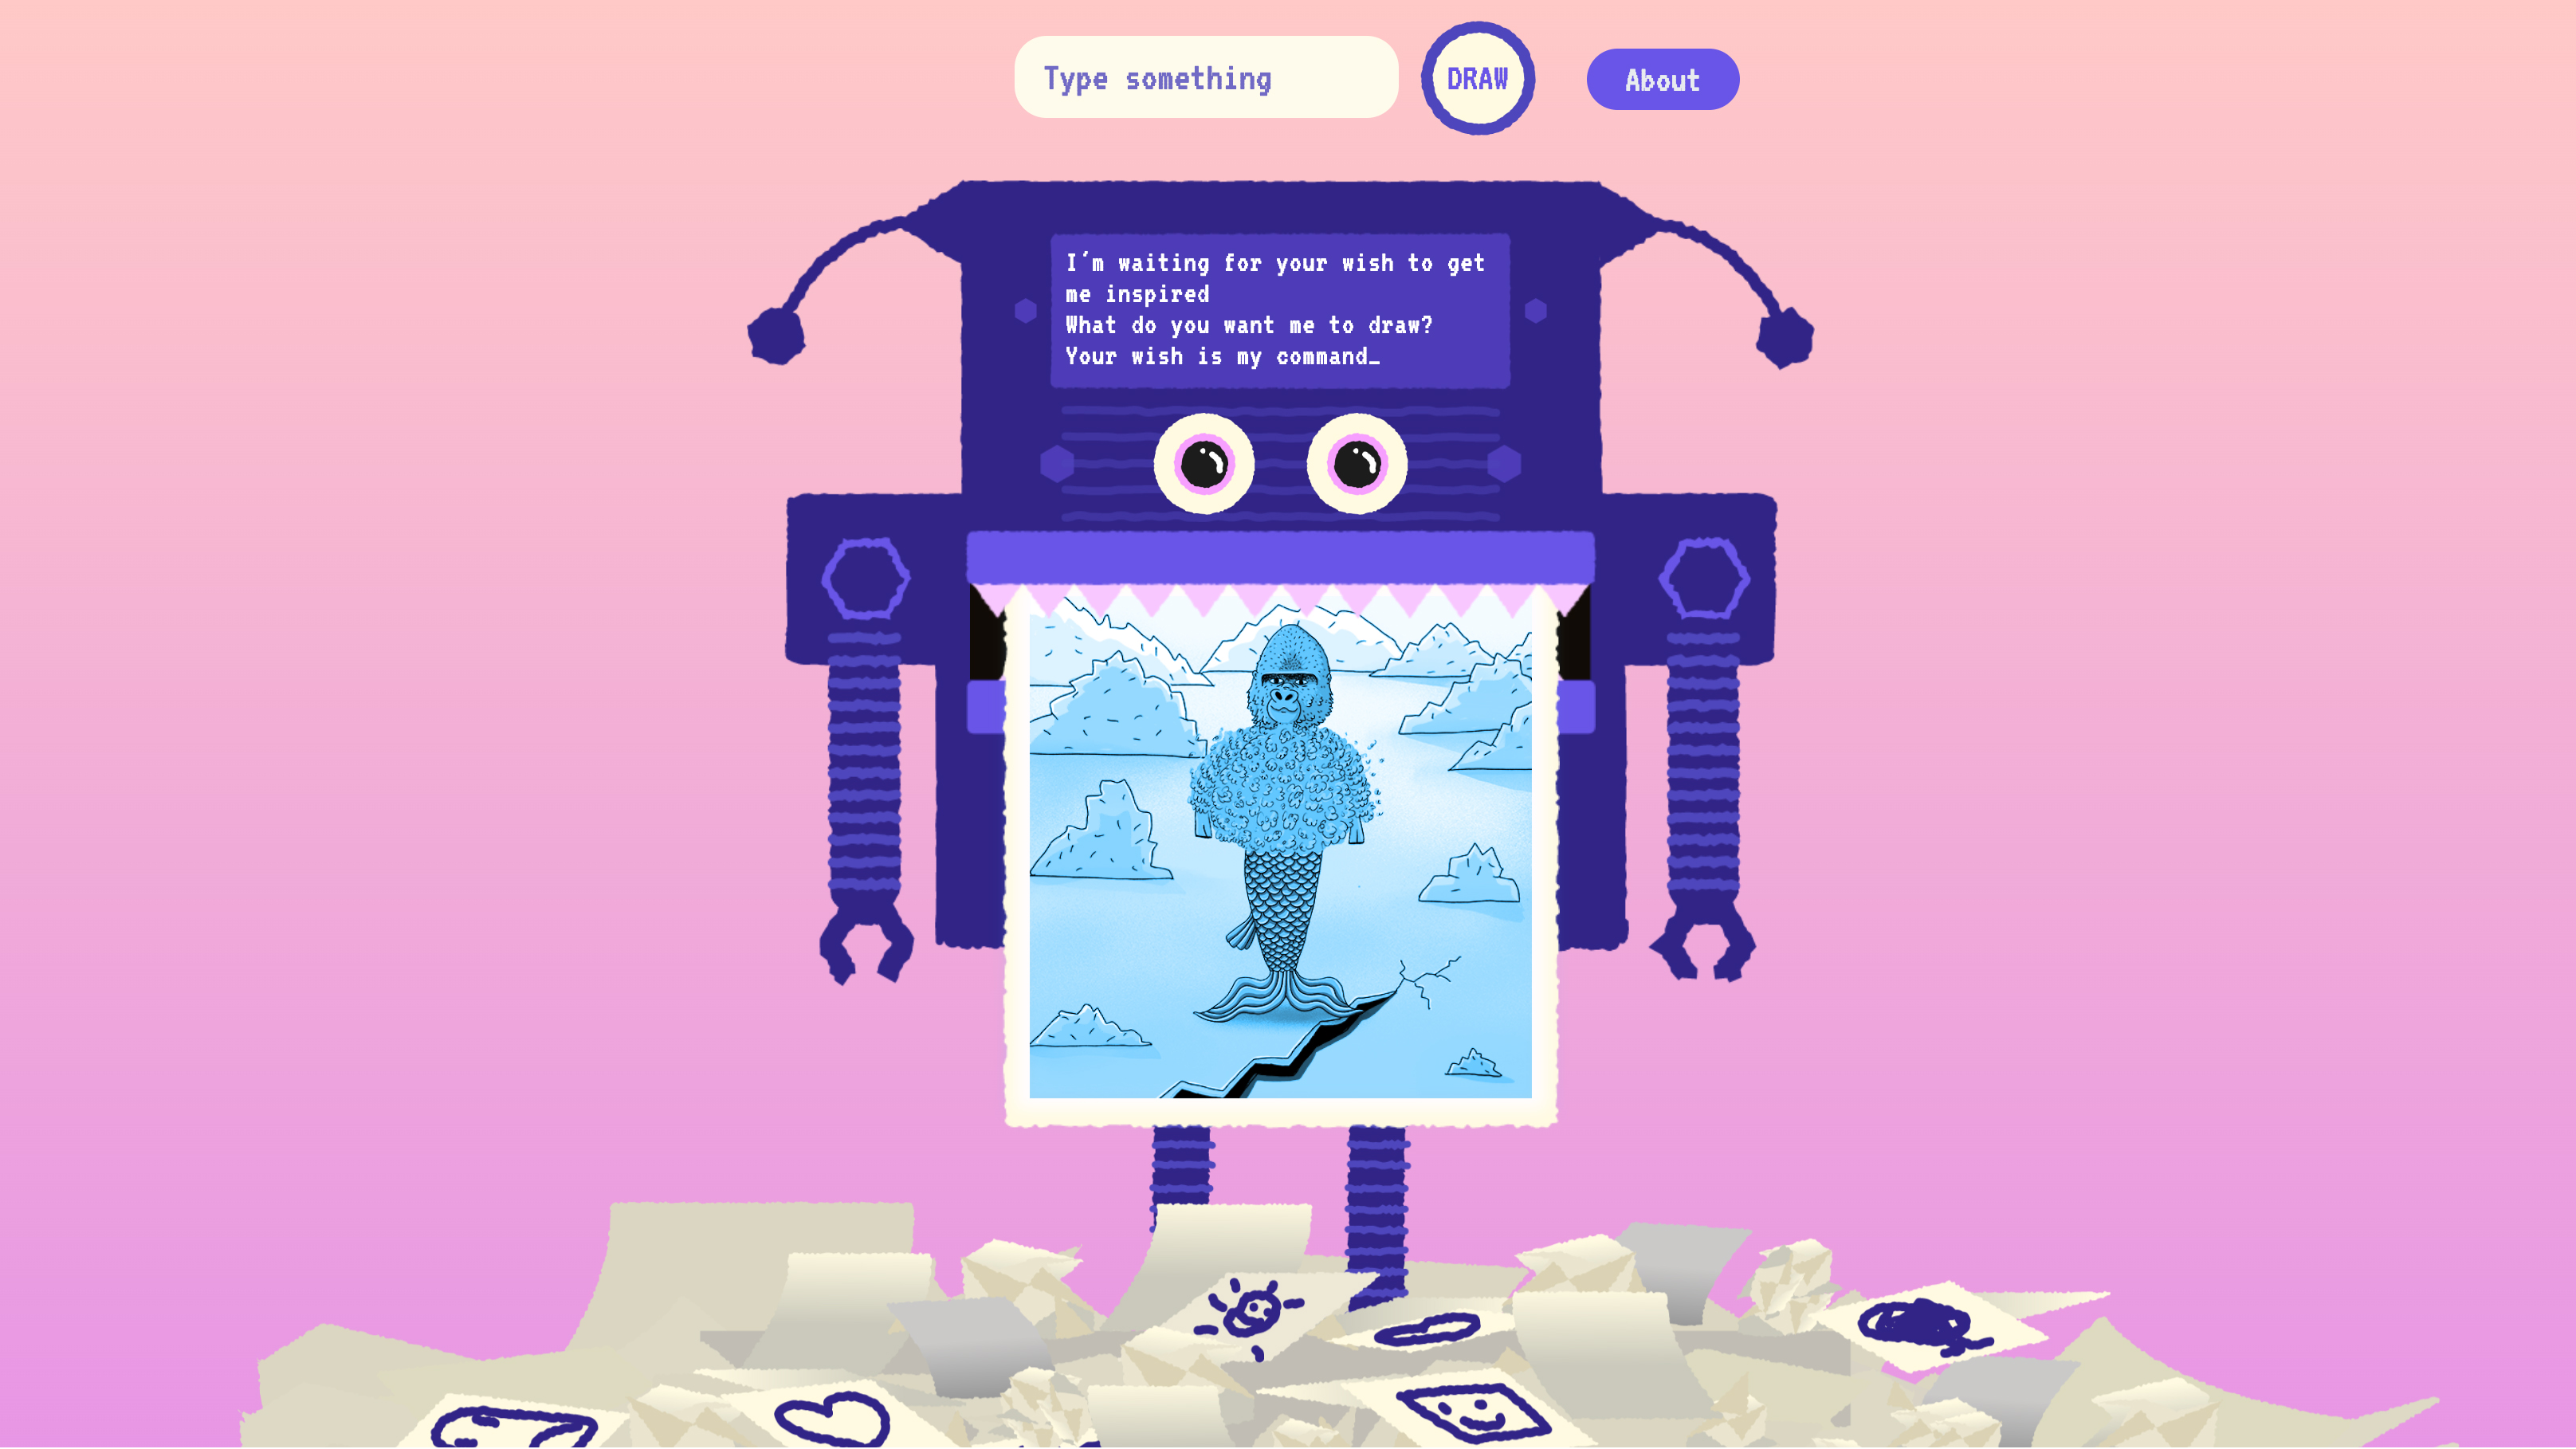 Type something
DRAW
About
I´m waiting for your wish to get
me inspired
What do you want me to draw?
Your wish is my command_